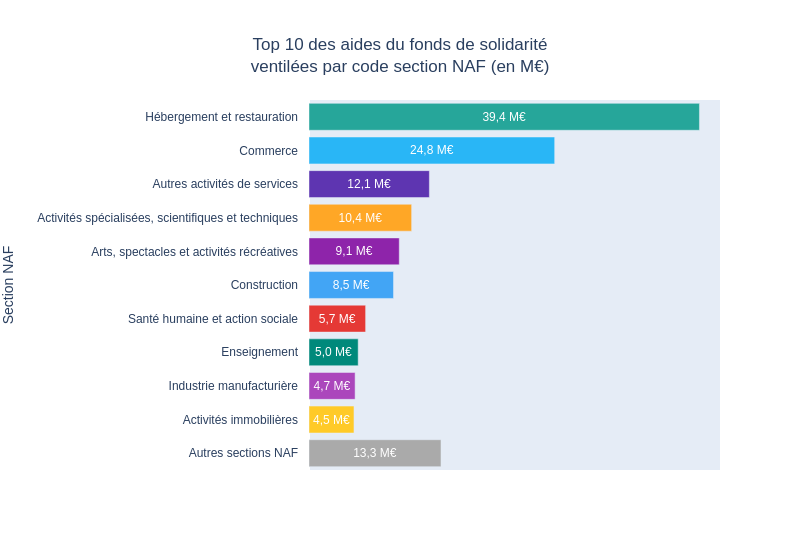 Top 10 des aides du fonds de solidarité
ventilées par code section NAF (en M€)
Section NAF
Hébergement et restauration 39,4 M€
Commerce 24,8 M€
Autres activités de services 12,1 M€
Activités spécialisées, scientifiques et techniques 10,4 M€
Arts, spectacles et activités récréatives 9,1 M€
Construction 8,5 M€
Santé humaine et action sociale 5,7 M€
Enseignement 5,0 M€
Industrie manufacturière 4,7 M€
Activités immobilières 4,5 M€
Autres sections NAF 13,3 M€